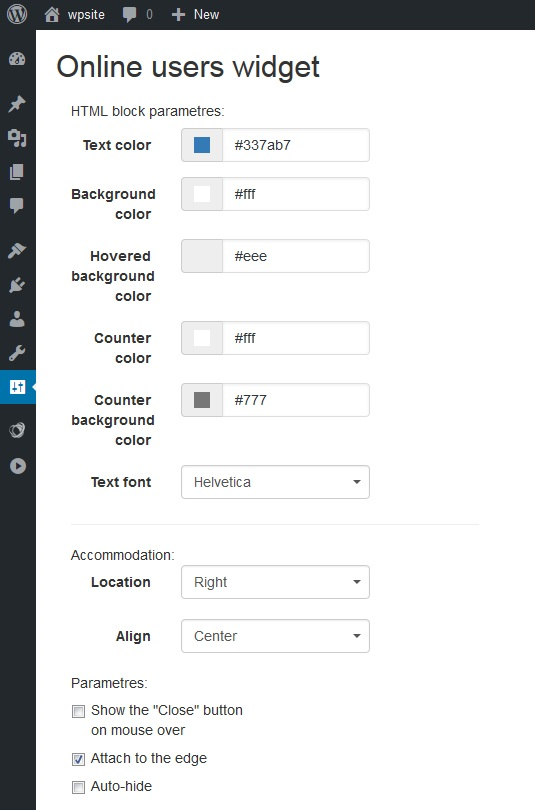 wpsite 0 New
Online users widget
HTML block parametres:
Text color #337ab7
Background #fff
color
Hovered #eee
background
color
Counter #fff
color
Counter #777
background
color
Text font Helvetica
Accommodation:
Location Right
Align Center
Parametres:
Show the "Close" button
on mouse over
Attach to the edge
Auto-hide